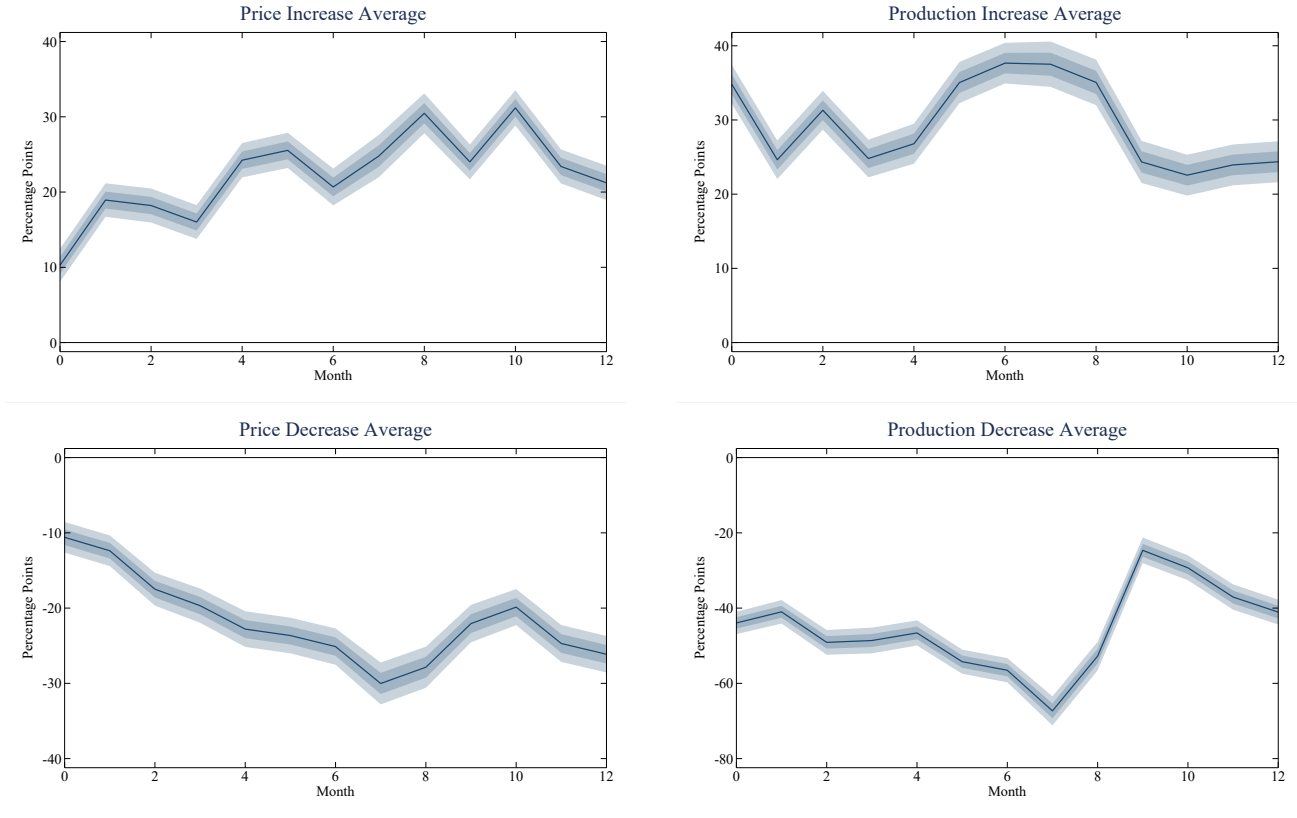 Price Increase Average
40
30
20
10
0
Percentage Points
0 2 4 6 8 10 12
Month
Production Increase Average
40
30
20
10
0
Percentage Points
0 2 4 6 8 10 12
Month
Price Decrease Average
0
-10
-20
-30
-40
Percentage Points
0 2 4 6 8 10 12
Month
Production Decrease Average
0
-20
-40
-60
-80
Percentage Points
0 2 4 6 8 10 12
Month